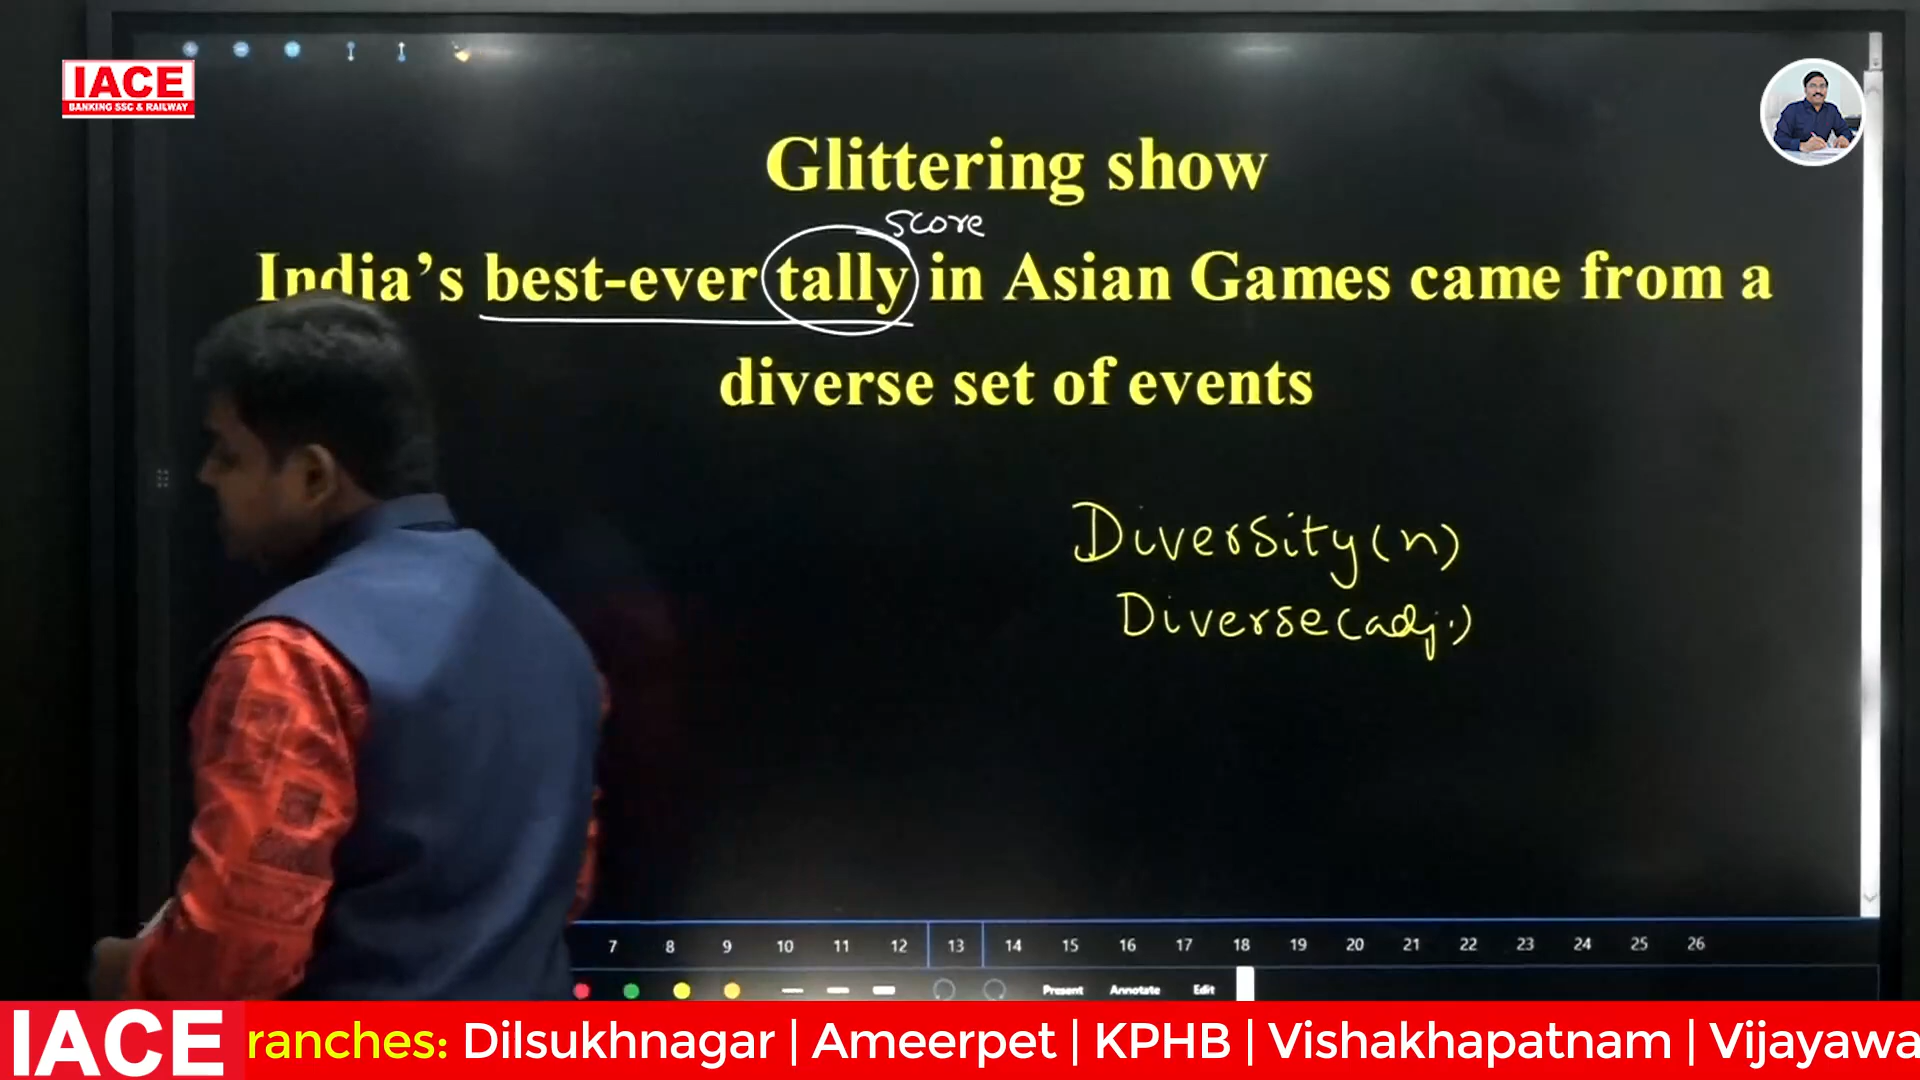 IACE
BANKING SSC & RAILWAY
Glittering show
score
India’s best-ever tally in Asian Games came from a
diverse set of events
Diversity (n)
Diverse (adj.)
7 8 9 10 11 12 13 14 15 16 17 18 19 20 21 22 23 24 25 26
Present Annotate Edit
IACE ranches: Dilsukhnagar | Ameerpet | KPHB | Vishakhapatnam | Vijayawa